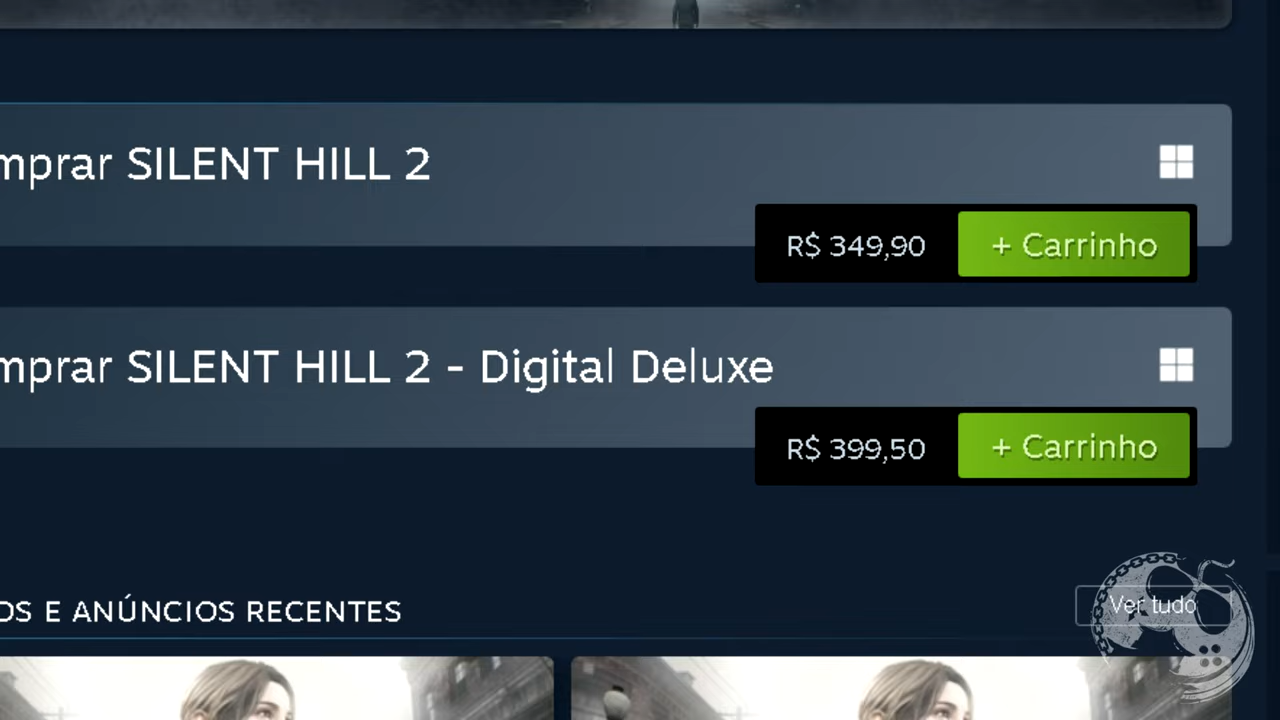 mprar SILENT HILL 2
R$ 349,90
+ Carrinho
mprar SILENT HILL 2 - Digital Deluxe
R$ 399,50
+ Carrinho
OS E ANÚNCIOS RECENTES
Ver tudo